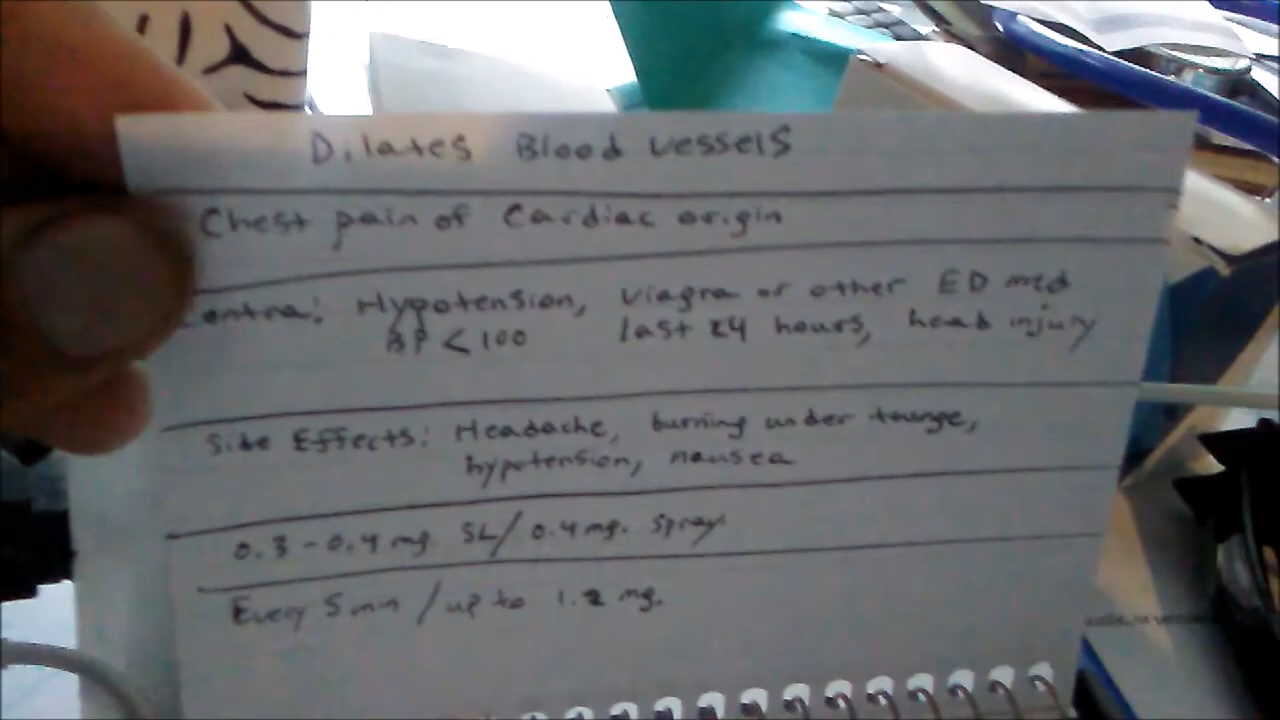 Dilates Blood vessels
Chest pain of Cardiac origin
Contra: Hypotension, viagra or other ED med
BP < 100 last 24 hours, head injury
Side Effects: Headache, burning under tounge,
hypotension, nausea
0.3 - 0.4 mg. SL/ 0.4 mg. Spray
Every 5 min / up to 1.2 mg.